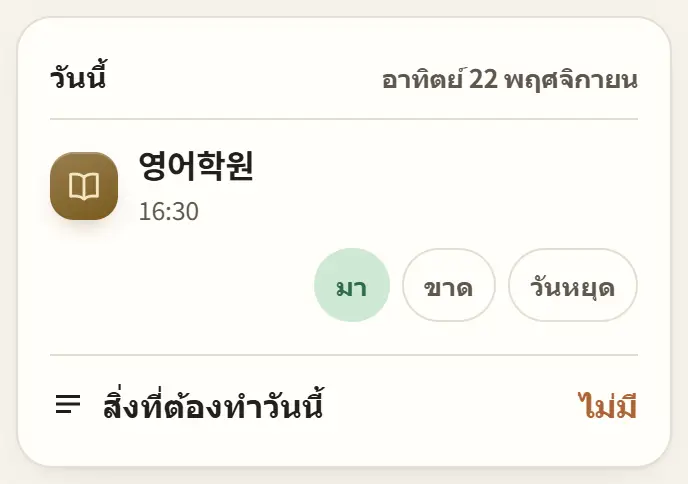 วันนี้
อาทิตย์ 22 พฤศจิกายน
영어학원
16:30
มา
ขาด
วันหยุด
สิ่งที่ต้องทำวันนี้
ไม่มี